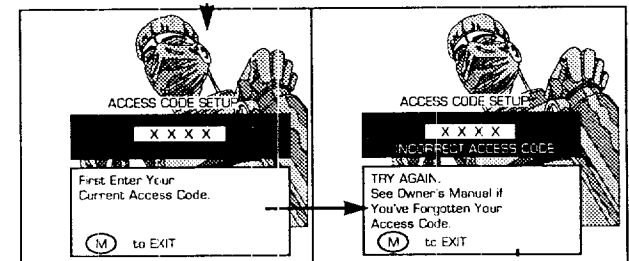 ACCESS CODE SETUP
X X X X
First Enter Your
Current Access Code.
M to EXIT
ACCESS CODE SETUP
X X X X
INCORRECT ACCESS CODE
TRY AGAIN.
See Owner's Manual if
You've Forgotten Your
Access Code.
M to EXIT